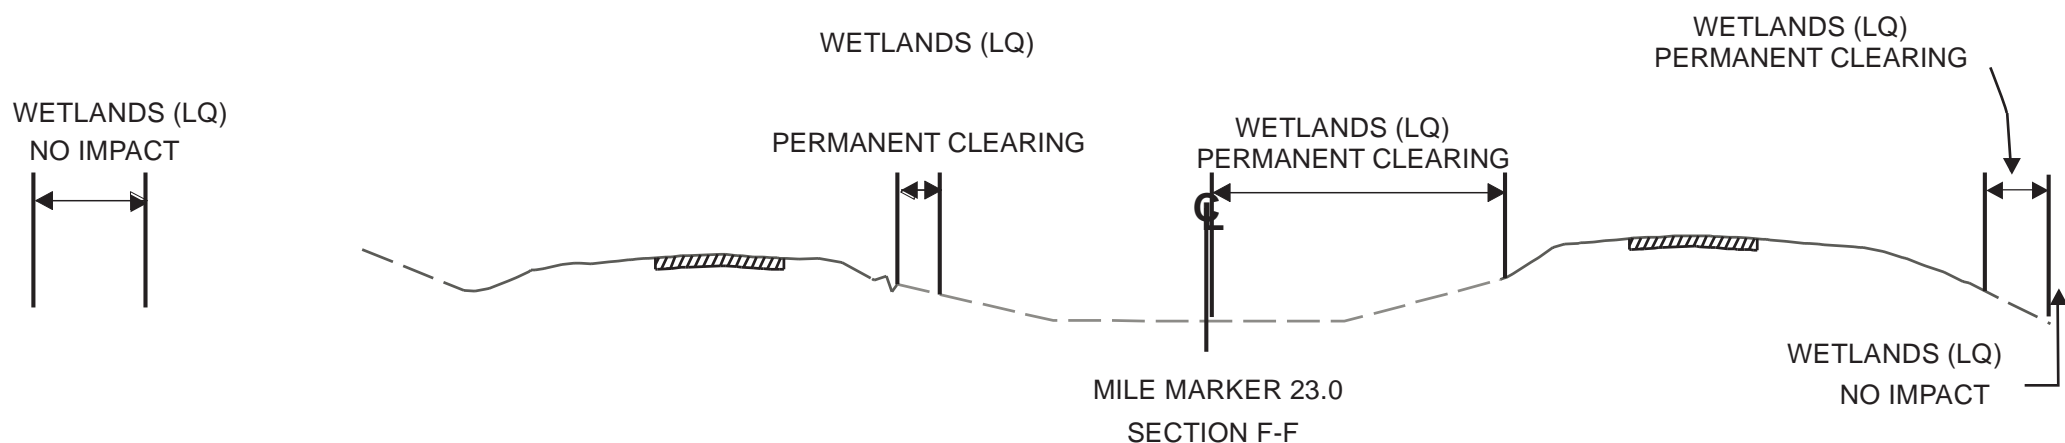 WETLANDS (LQ)
NO IMPACT
WETLANDS (LQ)
PERMANENT CLEARING
WETLANDS (LQ)
PERMANENT CLEARING
WETLANDS (LQ)
PERMANENT CLEARING
CL
MILE MARKER 23.0
SECTION F-F
WETLANDS (LQ)
NO IMPACT